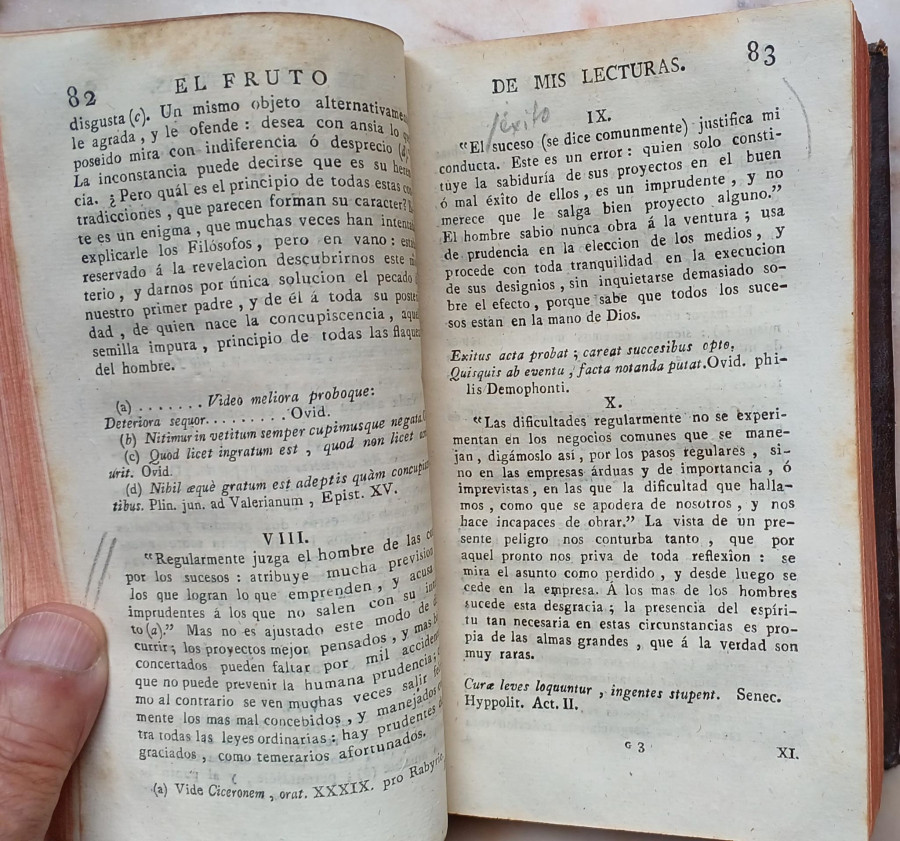 82 EL FRUTO
disgusta (c). Un mismo objeto alternativamen
le agrada, y le ofende: desea con ansia lo
poseido mira con indiferencia ó desprecio (d)
La inconstancia puede decirse que es su heren
cia. ¿Pero quál es el principio de todas estas con
tradicciones, que parecen forman su caracter?
te es un enigma, que muchas veces han intenta
explicarle los Filósofos, pero en vano: esta
reservado á la revelacion descubrirnos este mis
terio, y darnos por única solucion el pecado
nuestro primer padre, y de él á toda su poste
dad, de quien nace la concupiscencia, aque
semilla impura, principio de todas las flaque
del hombre.
(a) ....... Video meliora proboque:
Deteriora sequor......... Ovid.
(b) Nitimur in vetitum semper cupimusque negata
(c) Quod licet ingratum est, quod non licet
urit. Ovid.
(d) Nihil æquè gratum est adeptis quàm concupis
tibus. Plin. jun. ad Valerianum, Epist. XV.
VIII.
"Regularmente juzga el hombre de las co
por los sucesos: atribuye mucha prevision
los que logran lo que emprenden, y acusa
imprudentes á los que no salen con su inten
to (a)." Mas no es ajustado este modo de
currir; los proyectos mejor pensados, y mas
concertados pueden faltar por mil acciden
que no puede prevenir la humana prudencia;
mo al contrario se ven muchas veces salir
mente los mas mal concebidos, y manejados
tra todas las leyes ordinarias: hay prudentes
graciados, como temerarios afortunados.
(a) Vide Ciceronem, orat. XXXIX. pro Rabyrio
DE MIS LECTURAS. 83
/éxito
IX.
"El suceso (se dice comunmente) justifica mi
conducta. Este es un error: quien solo consti-
tuye la sabiduría de sus proyectos en el buen
ó mal éxito de ellos, es un imprudente, y no
merece que le salga bien proyecto alguno."
El hombre sabio nunca obra á la ventura; usa
de prudencia en la eleccion de los medios, y
procede con toda tranquilidad en la execucion
de sus designios, sin inquietarse demasiado so-
bre el efecto, porque sabe que todos los suce-
sos estan en la mano de Dios.
Exitus acta probat; careat succesibus opto,
Quisquis ab eventu, facta notanda putat. Ovid. phi-
lis Demophonti.
X.
"Las dificultades regularmente no se experi-
mentan en los negocios comunes que se mane-
jan, digámoslo asi, por los pasos regulares, si-
no en las empresas árduas y de importancia, ó
imprevistas, en las que la dificultad que halla-
mos, como que se apodera de nosotros, y nos
hace incapaces de obrar." La vista de un pre-
sente peligro nos conturba tanto, que por
aquel pronto nos priva de toda reflexion: se
mira el asunto como perdido, y desde luego se
cede en la empresa. Á los mas de los hombres
sucede esta desgracia; la presencia del espíri-
tu tan necesaria en estas circunstancias es pro-
pia de las almas grandes, que á la verdad son
muy raras.
Curæ leves loquuntur, ingentes stupent. Senec.
Hyppolit. Act. II.
G 3
XI.